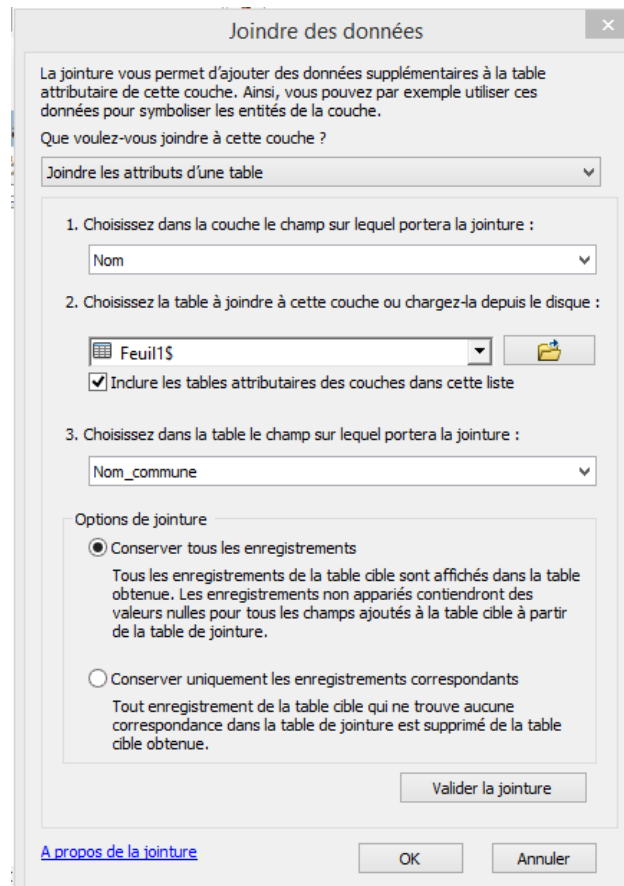 Joindre des données
×
La jointure vous permet d'ajouter des données supplémentaires à la table
attributaire de cette couche. Ainsi, vous pouvez par exemple utiliser ces
données pour symboliser les entités de la couche.
Que voulez-vous joindre à cette couche ?
Joindre les attributs d'une table
1. Choisissez dans la couche le champ sur lequel portera la jointure :
Nom
2. Choisissez la table à joindre à cette couche ou chargez-la depuis le disque :
Feuil1$
Inclure les tables attributaires des couches dans cette liste
3. Choisissez dans la table le champ sur lequel portera la jointure :
Nom_commune
Options de jointure
Conserver tous les enregistrements
Tous les enregistrements de la table cible sont affichés dans la table
obtenue. Les enregistrements non appariés contiendront des
valeurs nulles pour tous les champs ajoutés à la table cible à partir
de la table de jointure.
Conserver uniquement les enregistrements correspondants
Tout enregistrement de la table cible qui ne trouve aucune
correspondance dans la table de jointure est supprimé de la table
cible obtenue.
Valider la jointure
A propos de la jointure
OK
Annuler